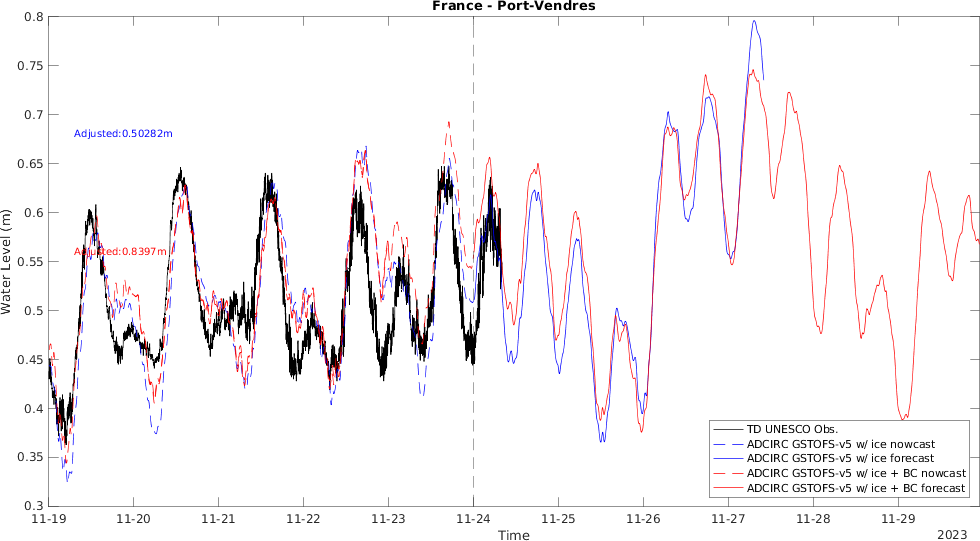 France - Port-Vendres
Water Level (m)
0.8
0.75
0.7
0.65
0.6
0.55
0.5
0.45
0.4
0.35
0.3
Adjusted:0.50282m
Adjusted:0.8397m
TD UNESCO Obs.
ADCIRC GSTOFS-v5 w/ ice nowcast
ADCIRC GSTOFS-v5 w/ ice forecast
ADCIRC GSTOFS-v5 w/ ice + BC nowcast
ADCIRC GSTOFS-v5 w/ ice + BC forecast
11-19 11-20 11-21 11-22 11-23 11-24 11-25 11-26 11-27 11-28 11-29
Time
2023